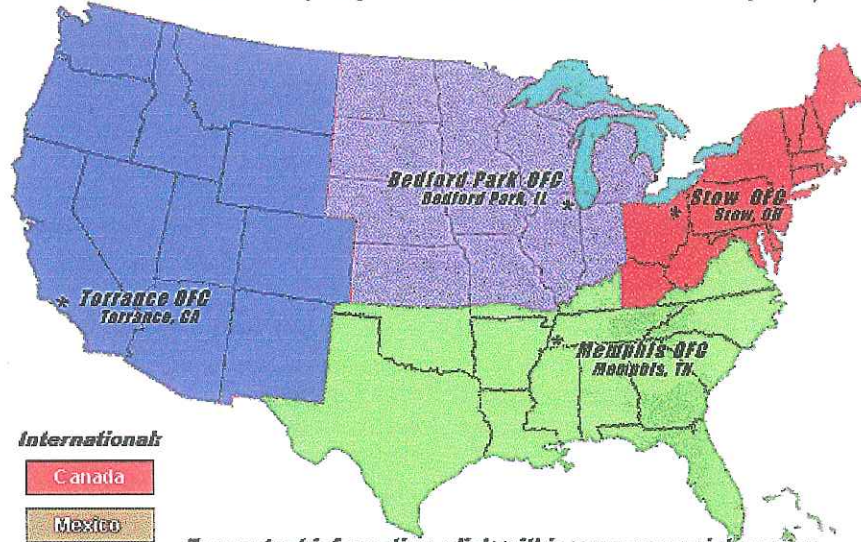 Bedford Park OFC
Bedford Park, IL
Stow OFC
Stow, OH
Torrance OFC
Torrance, CA
Memphis OFC
Memphis, TN
International:
Canada
Mexico